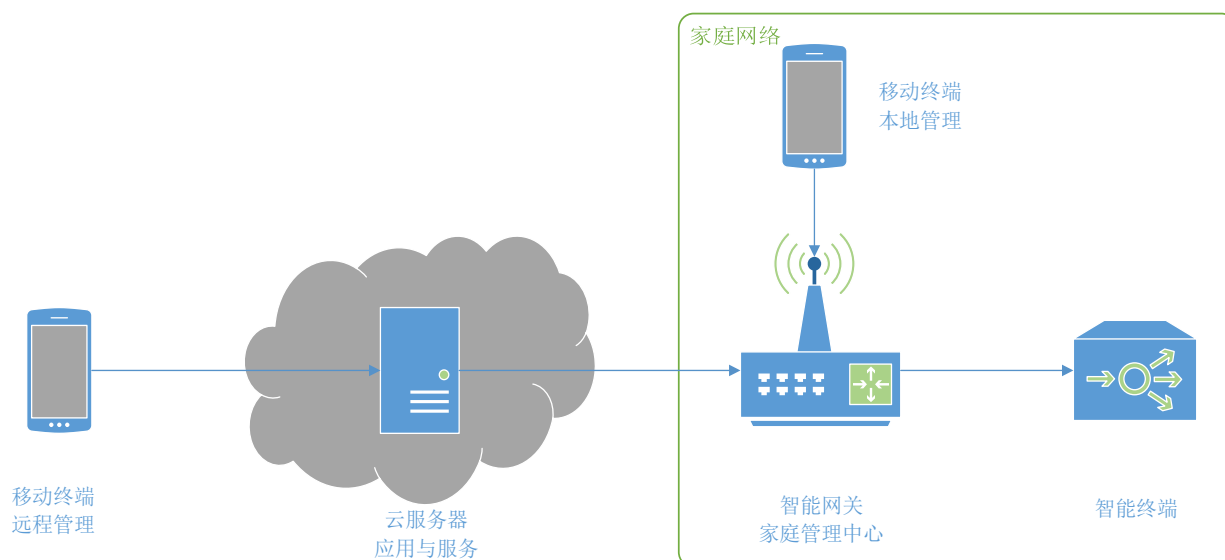 家庭网络
移动终端
本地管理
移动终端
远程管理
云服务器
应用与服务
智能网关
家庭管理中心
智能终端